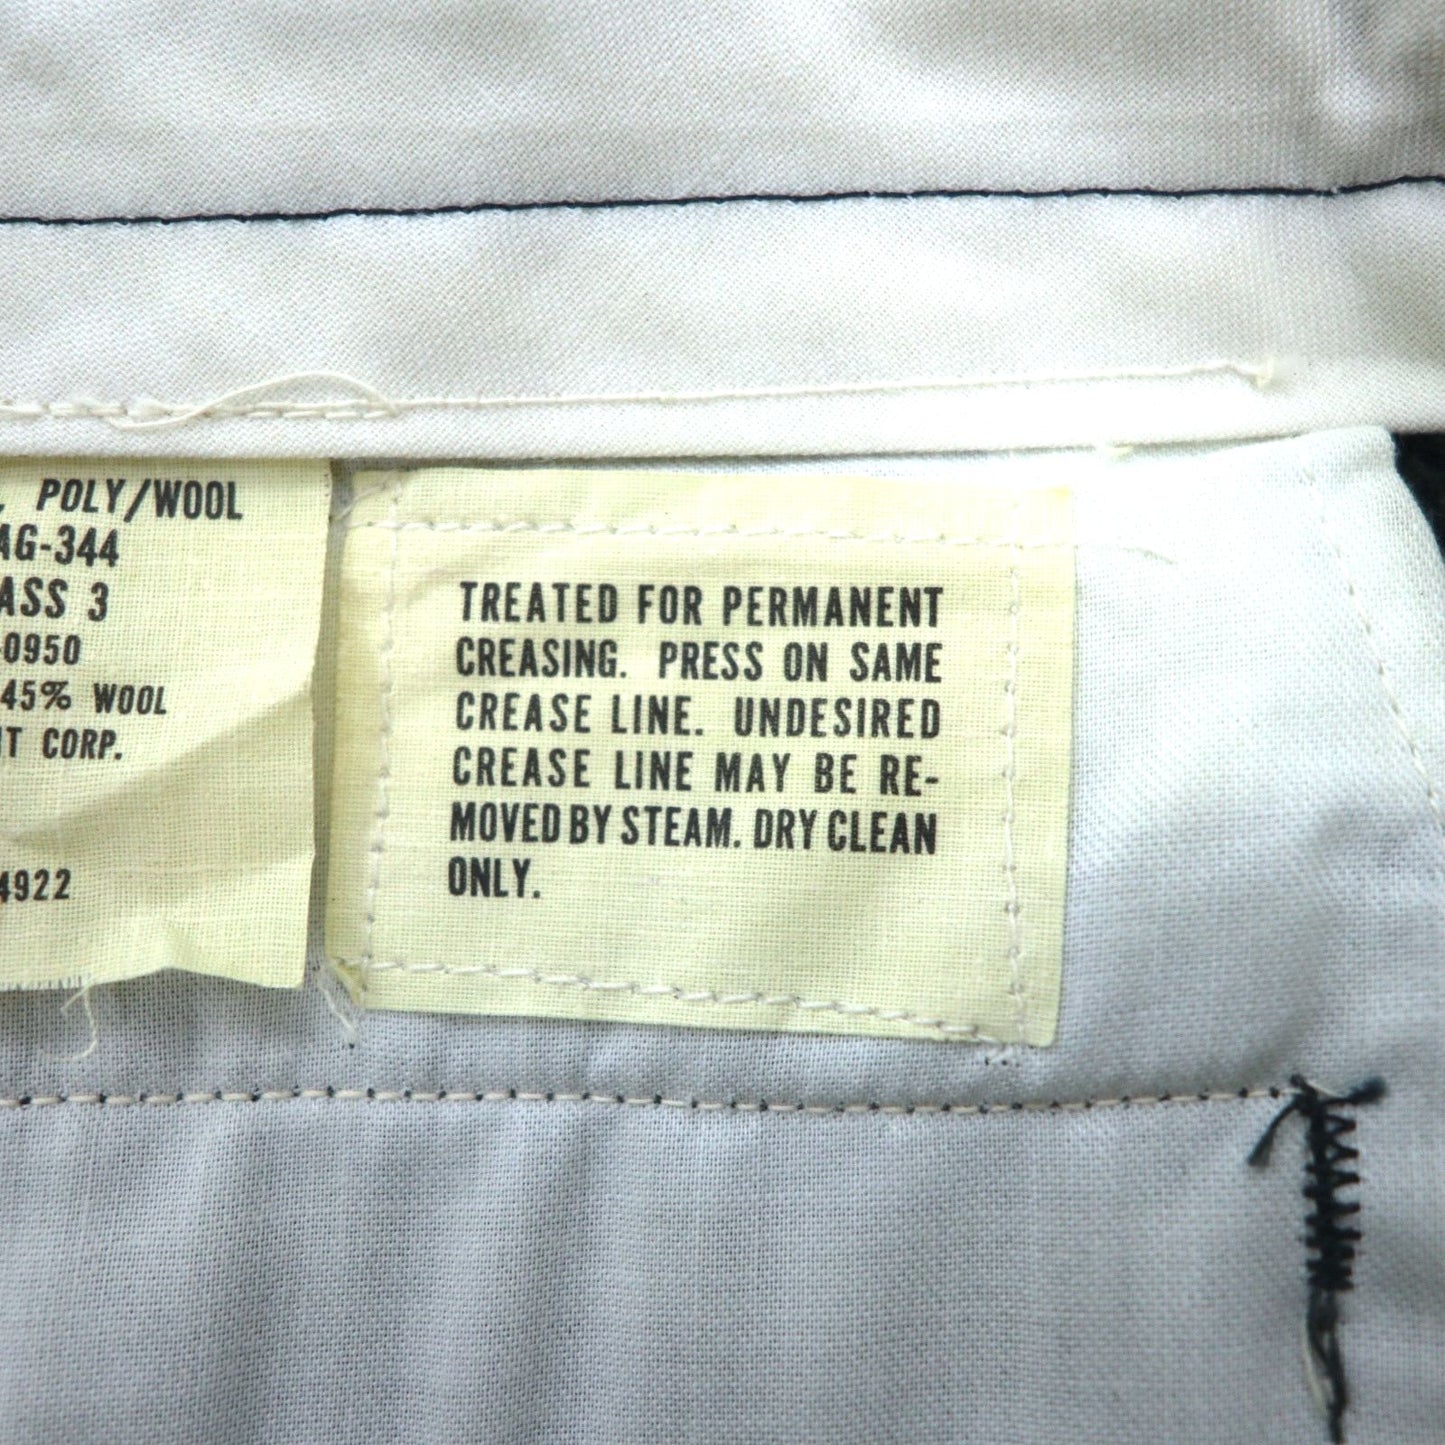 POLY/WOOL
AG-344
ASS 3
-0950
45% WOOL
IT CORP.
4922
TREATED FOR PERMANENT
CREASING. PRESS ON SAME
CREASE LINE. UNDESIRED
CREASE LINE MAY BE RE-
MOVED BY STEAM. DRY CLEAN
ONLY.